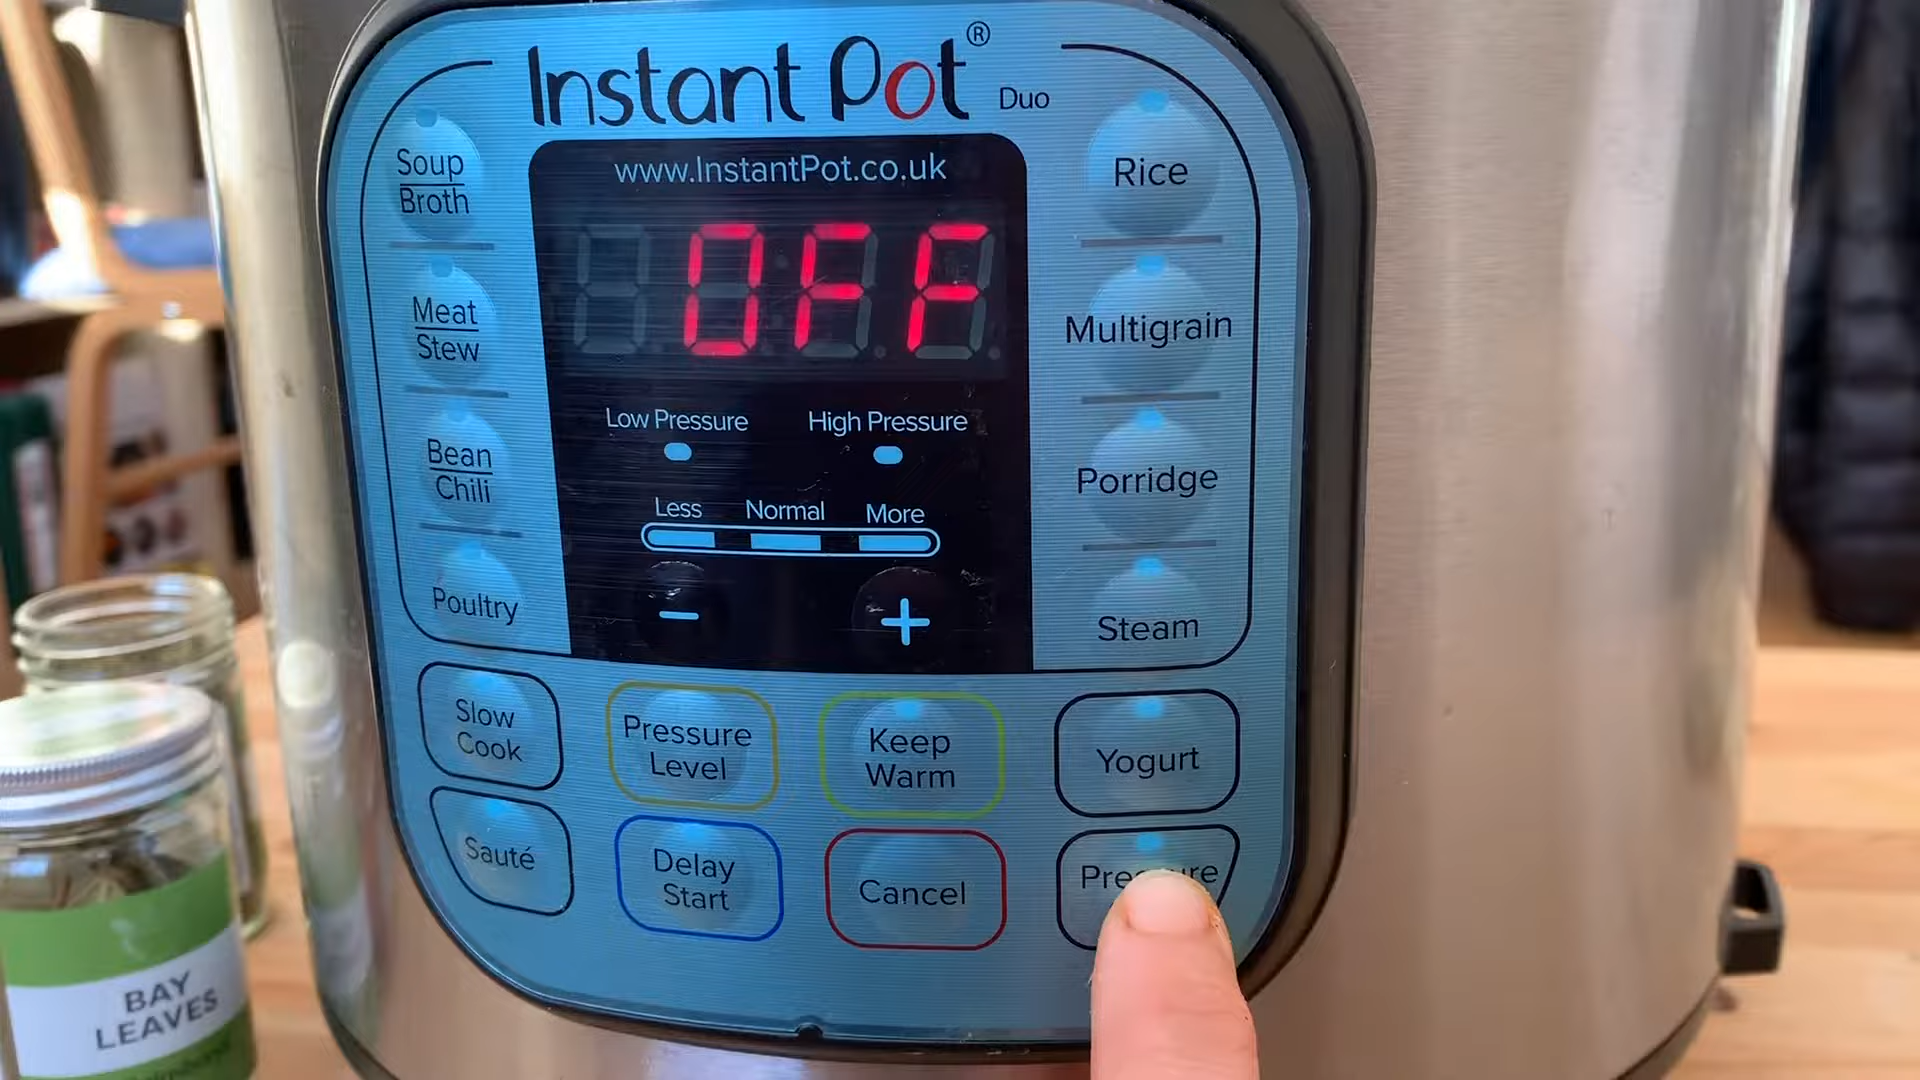 Instant Pot® Duo
www.InstantPot.co.uk
OFF
Low Pressure High Pressure
Less Normal More
− +
Soup
Broth
Meat
Stew
Bean
Chili
Poultry
Rice
Multigrain
Porridge
Steam
Slow
Cook
Pressure
Level
Keep
Warm
Yogurt
Sauté
Delay
Start
Cancel
BAY
LEAVES